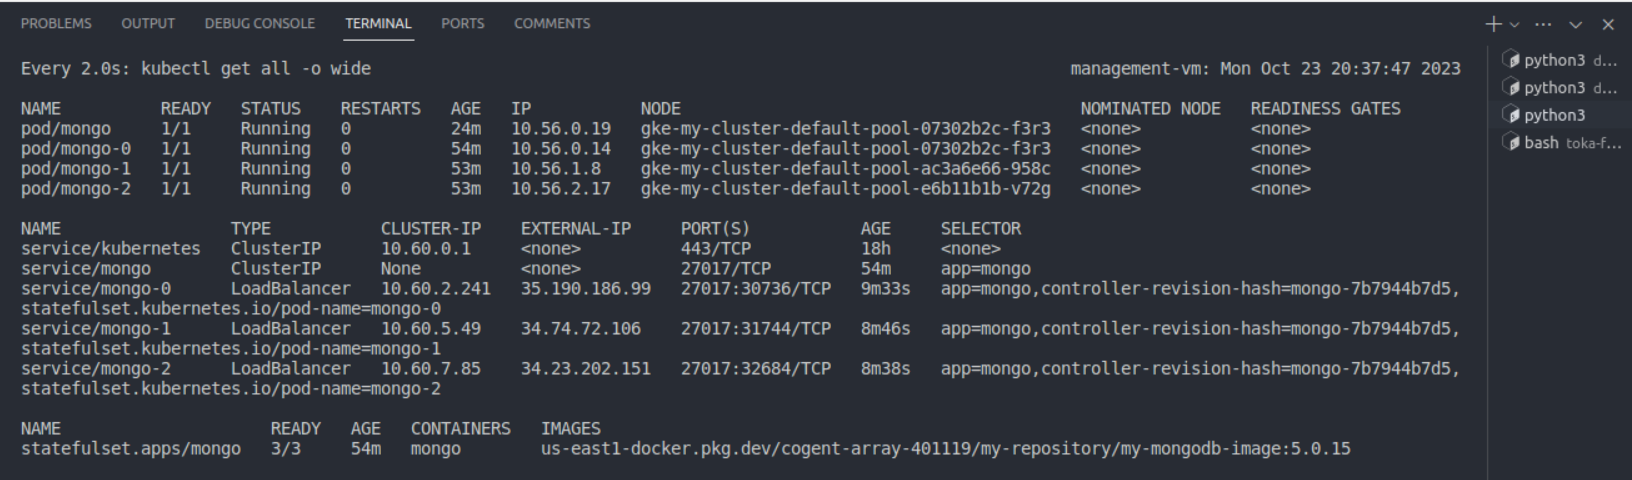 PROBLEMS OUTPUT DEBUG CONSOLE TERMINAL PORTS COMMENTS
Every 2.0s: kubectl get all -o wide management-vm: Mon Oct 23 20:37:47 2023
NAME READY STATUS RESTARTS AGE IP NODE NOMINATED NODE READINESS GATES
pod/mongo 1/1 Running 0 24m 10.56.0.19 gke-my-cluster-default-pool-07302b2c-f3r3 <none> <none>
pod/mongo-0 1/1 Running 0 54m 10.56.0.14 gke-my-cluster-default-pool-07302b2c-f3r3 <none> <none>
pod/mongo-1 1/1 Running 0 53m 10.56.1.8 gke-my-cluster-default-pool-ac3a6e66-958c <none> <none>
pod/mongo-2 1/1 Running 0 53m 10.56.2.17 gke-my-cluster-default-pool-e6b11b1b-v72g <none> <none>
NAME TYPE CLUSTER-IP EXTERNAL-IP PORT(S) AGE SELECTOR
service/kubernetes ClusterIP 10.60.0.1 <none> 443/TCP 18h <none>
service/mongo ClusterIP None <none> 27017/TCP 54m app=mongo
service/mongo-0 LoadBalancer 10.60.2.241 35.190.186.99 27017:30736/TCP 9m33s app=mongo,controller-revision-hash=mongo-7b7944b7d5,
statefulset.kubernetes.io/pod-name=mongo-0
service/mongo-1 LoadBalancer 10.60.5.49 34.74.72.106 27017:31744/TCP 8m46s app=mongo,controller-revision-hash=mongo-7b7944b7d5,
statefulset.kubernetes.io/pod-name=mongo-1
service/mongo-2 LoadBalancer 10.60.7.85 34.23.202.151 27017:32684/TCP 8m38s app=mongo,controller-revision-hash=mongo-7b7944b7d5,
statefulset.kubernetes.io/pod-name=mongo-2
NAME READY AGE CONTAINERS IMAGES
statefulset.apps/mongo 3/3 54m mongo us-east1-docker.pkg.dev/cogent-array-401119/my-repository/my-mongodb-image:5.0.15
python3 d...
python3 d...
python3
bash toka-f...